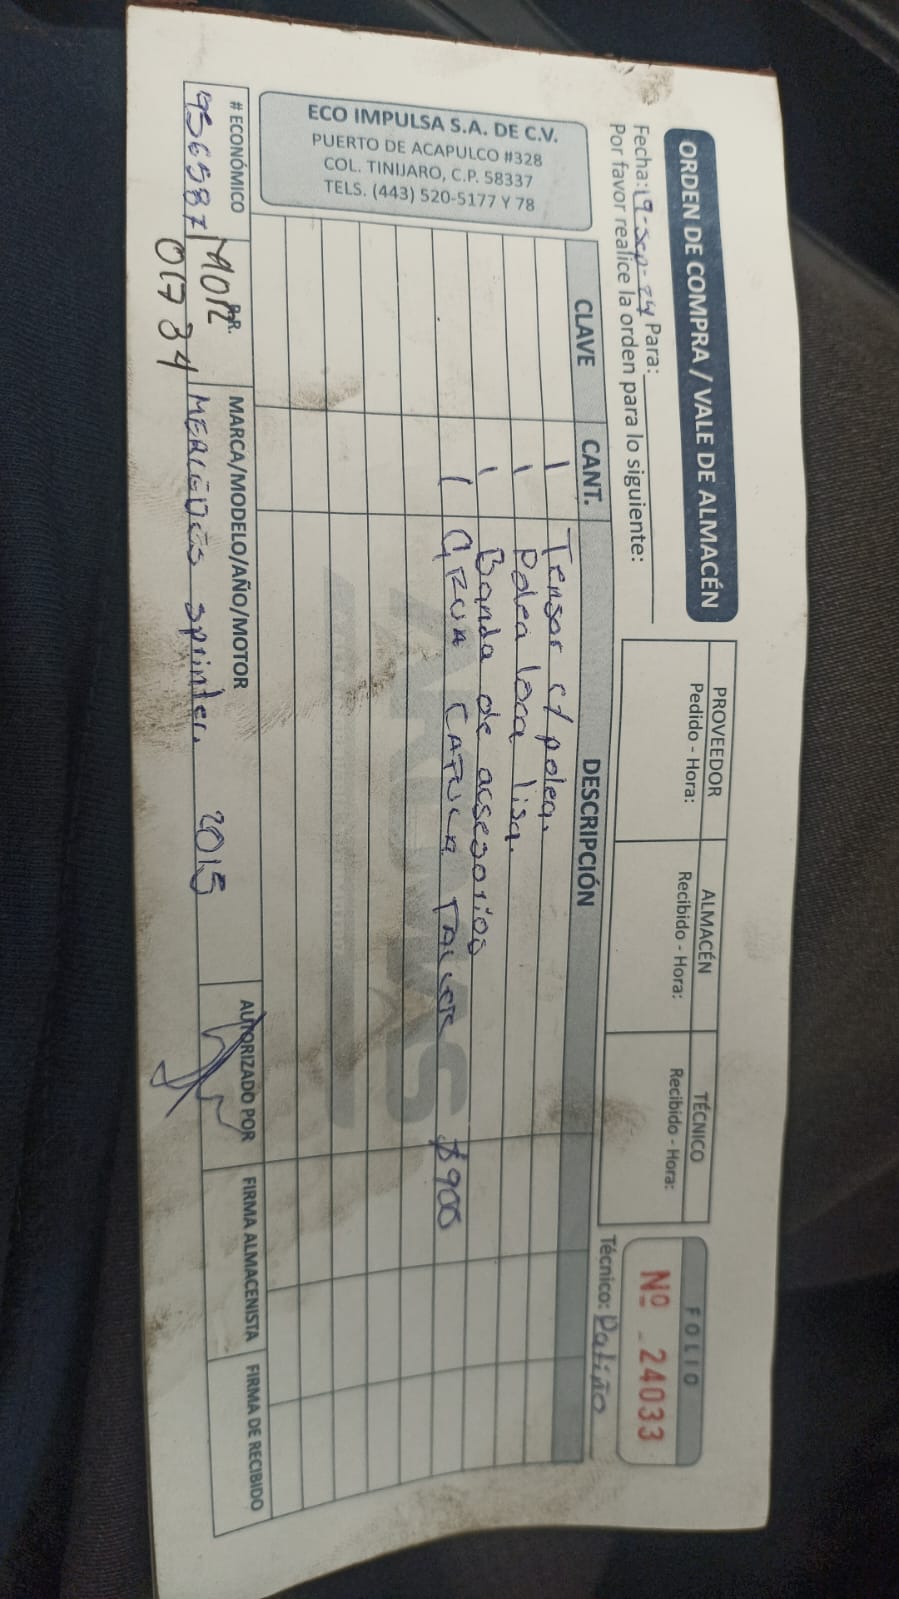 ORDEN DE COMPRA / VALE DE ALMACÉN
Fecha: 19-Sep-24 Para:
Por favor realice la orden para lo siguiente:
PROVEEDOR ALMACÉN TÉCNICO
Pedido - Hora: Recibido - Hora: Recibido - Hora:
FOLIO
Nº 24033
Técnico: Patiño
CLAVE CANT. DESCRIPCIÓN
1 Tensor c/ polea.
1 Polea loca lisa.
1 Banda de acsesorios
1 GRUA CAPULA TALLER $900
ECO IMPULSA S.A. DE C.V.
PUERTO DE ACAPULCO #328
COL. TINIJARO, C.P. 58337
TELS. (443) 520-5177 Y 78
# ECONÓMICO MARCA/MODELO/AÑO/MOTOR AUTORIZADO POR FIRMA ALMACENISTA FIRMA DE RECIBIDO
956587 MOR MERCEDES sprinter. 2015
01734